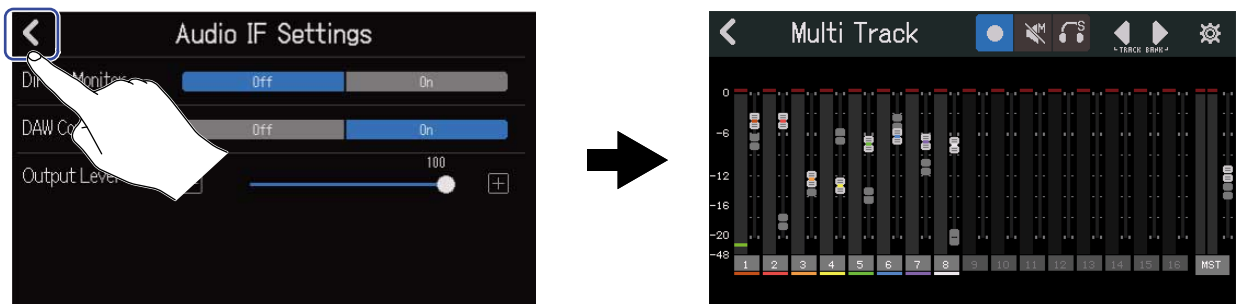 Audio IF Settings
Monitor
Off On
DAW
Off On
Output Level
100
Multi Track
M S
TRACK BANK
0
-6
-12
-16
-20
-48
1 2 3 4 5 6 7 8 9 10 11 12 13 14 15 16 MST